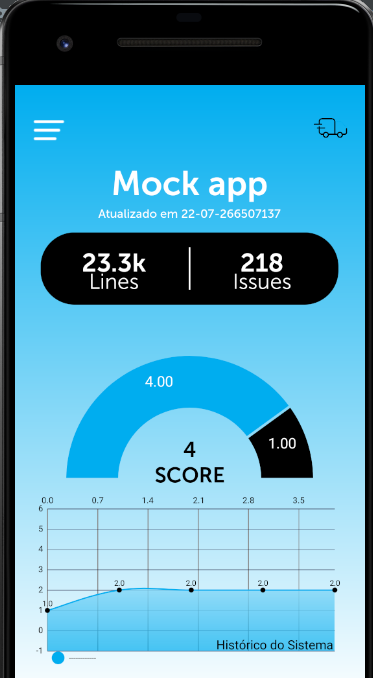 Mock app
Atualizado em 22-07-266507137
23.3k 218
Lines Issues
4.00
1.00
4
SCORE
0.0 0.7 1.4 2.1 2.8 3.5
6
5
4
3
2 2.0 2.0 2.0 2.0
1 1.0
0
-1
Histórico do Sistema